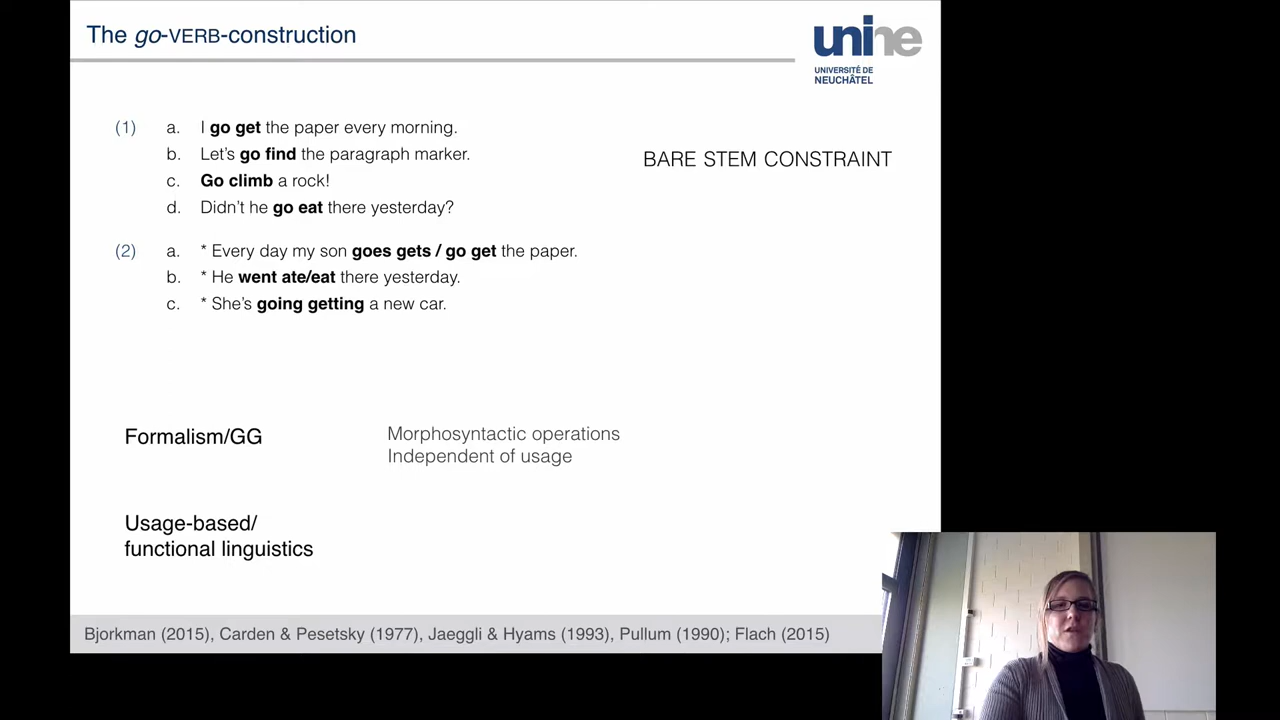 The go-VERB-construction
unine
UNIVERSITÉ DE
NEUCHÂTEL
(1) a. I go get the paper every morning.
b. Let's go find the paragraph marker.
c. Go climb a rock!
d. Didn't he go eat there yesterday?
BARE STEM CONSTRAINT
(2) a. * Every day my son goes gets / go get the paper.
b. * He went ate/eat there yesterday.
c. * She's going getting a new car.
Formalism/GG
Morphosyntactic operations
Independent of usage
Usage-based/
functional linguistics
Bjorkman (2015), Carden & Pesetsky (1977), Jaeggli & Hyams (1993), Pullum (1990); Flach (2015)